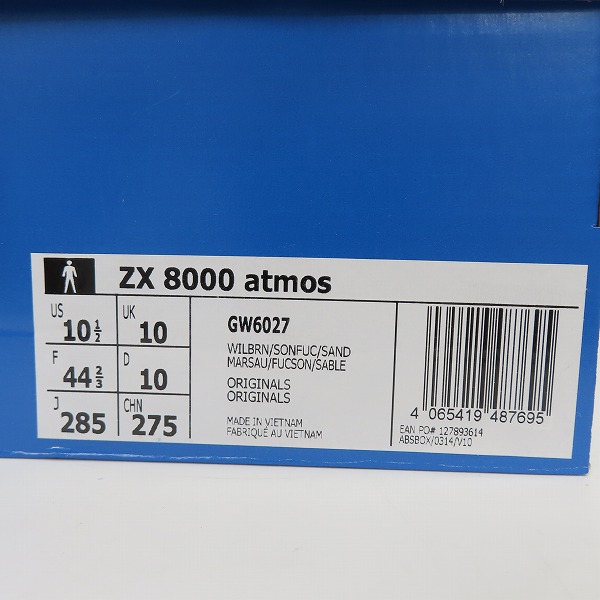 ZX 8000 atmos
US 10 1/2 UK 10
F 44 2/3 D 10
J 285 CHN 275
GW6027
WILBRN/SONFUC/SAND
MARSAU/FUCSON/SABLE
ORIGINALS
ORIGINALS
MADE IN VIETNAM
FABRIQUÉ AU VIETNAM
4 065419 487695
EAN PO# 127893614
ABSBOX/0314/V10